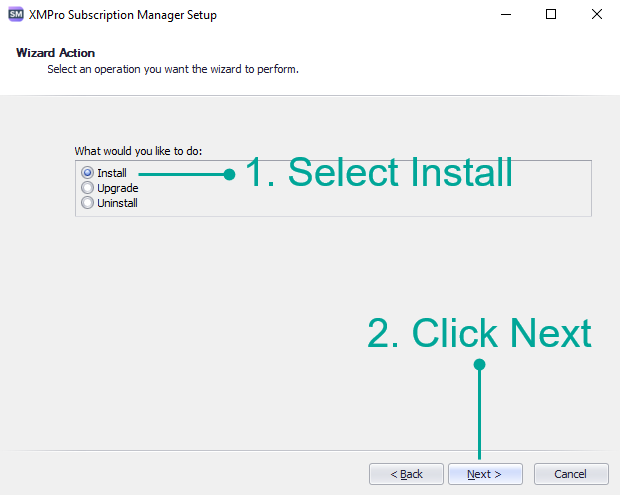 SM XMPro Subscription Manager Setup
Wizard Action
Select an operation you want the wizard to perform.
What would you like to do:
Install
1. Select Install
Upgrade
Uninstall
2. Click Next
< Back
Next >
Cancel